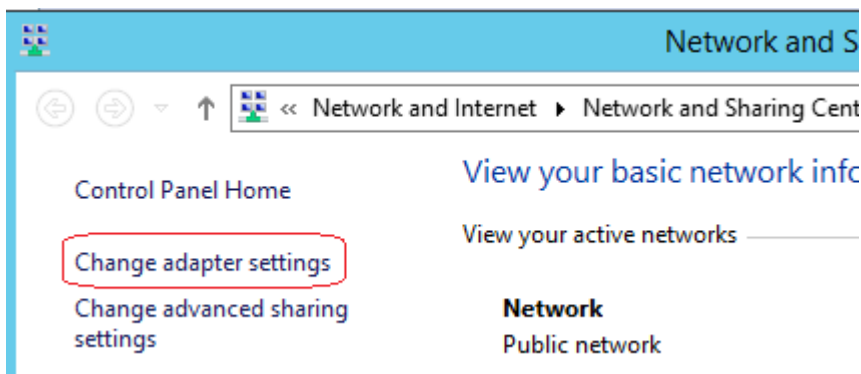 Network and S
« Network and Internet ▸ Network and Sharing Cent
Control Panel Home
View your basic network info
Change adapter settings
View your active networks
Change advanced sharing
settings
Network
Public network